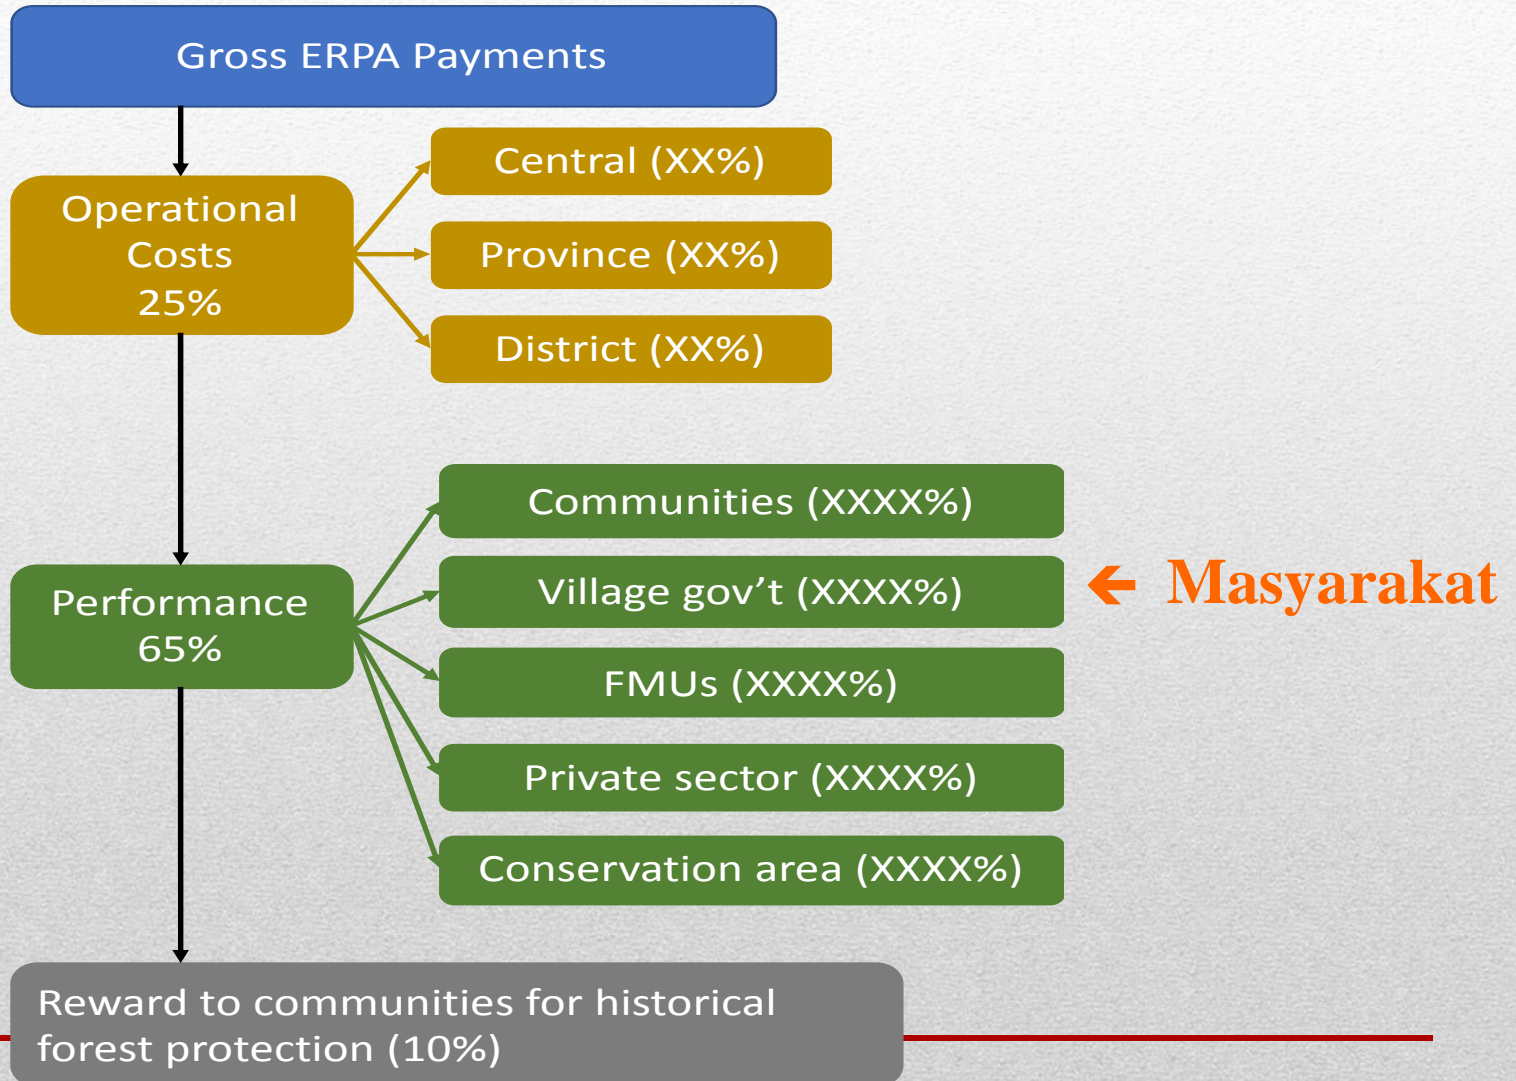 Gross ERPA Payments
Operational
Costs
25%
Central (XX%)
Province (XX%)
District (XX%)
Performance
65%
Communities (XXXX%)
Village gov’t (XXXX%)
← Masyarakat
FMUs (XXXX%)
Private sector (XXXX%)
Conservation area (XXXX%)
Reward to communities for historical
forest protection (10%)